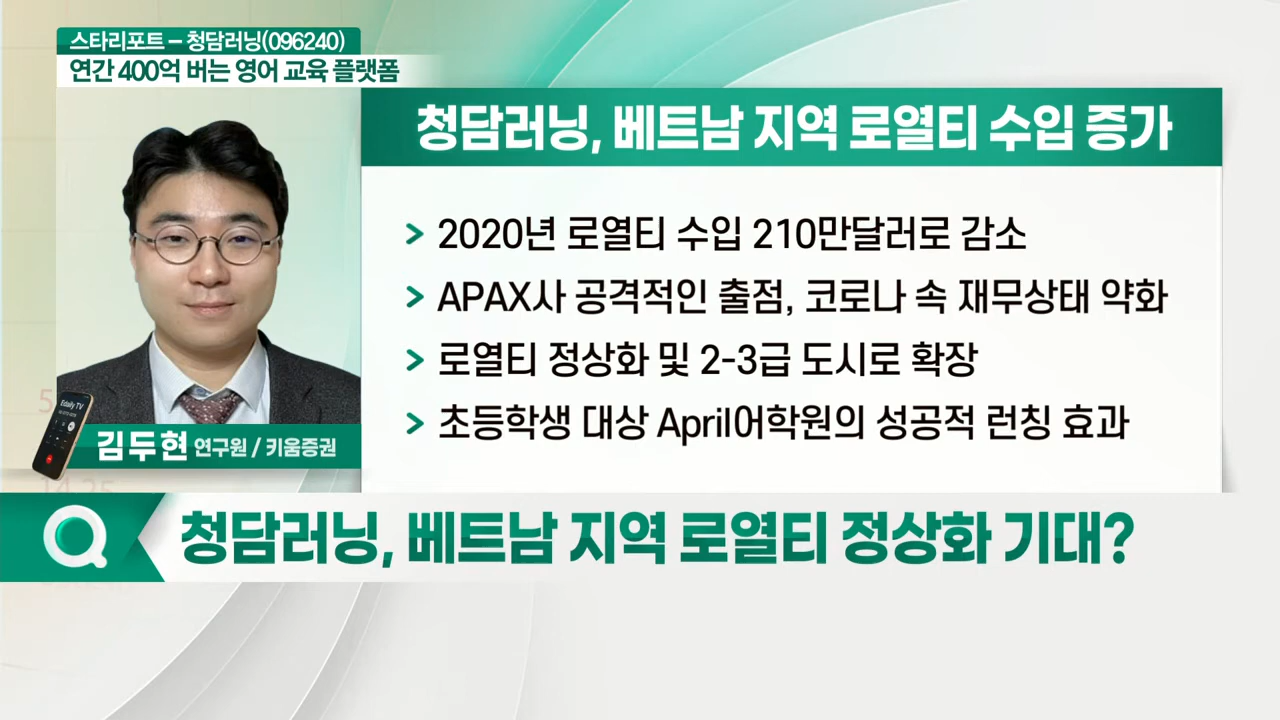 스타리포트 – 청담러닝(096240)
연간 400억 버는 영어 교육 플랫폼
청담러닝, 베트남 지역 로열티 수입 증가
> 2020년 로열티 수입 210만달러로 감소
> APAX사 공격적인 출점, 코로나 속 재무상태 약화
> 로열티 정상화 및 2-3급 도시로 확장
> 초등학생 대상 April어학원의 성공적 런칭 효과
Edaily TV
김두현 연구원 / 키움증권
청담러닝, 베트남 지역 로열티 정상화 기대?